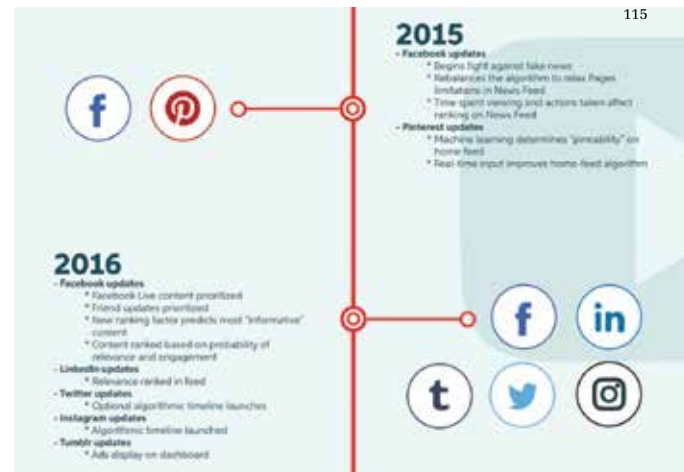 115
2015
- Facebook updates
* Begins fight against fake news
* Rebalances the algorithm to relax Pages
limitations in News Feed
* Time spent viewing and actions taken affect
ranking on News Feed
- Pinterest updates
* Machine learning determines "pinnability" on
home feed
* Real-time input improves home-feed algorithm
2016
- Facebook updates
* Facebook Live content prioritized
* Friend updates prioritized
* New ranking factor predicts most "informative"
content
* Content ranked based on probability of
relevance and engagement
- LinkedIn updates
* Relevance ranked in feed
- Twitter updates
* Optional algorithmic timeline launches
- Instagram updates
* Algorithmic timeline launched
- Tumblr updates
* Ads display on dashboard